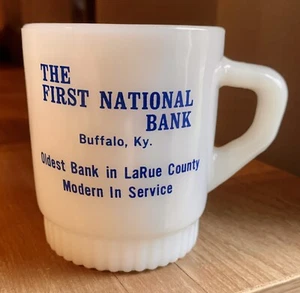 THE
FIRST NATIONAL
BANK
Buffalo, Ky.
Oldest Bank in LaRue County
Modern In Service